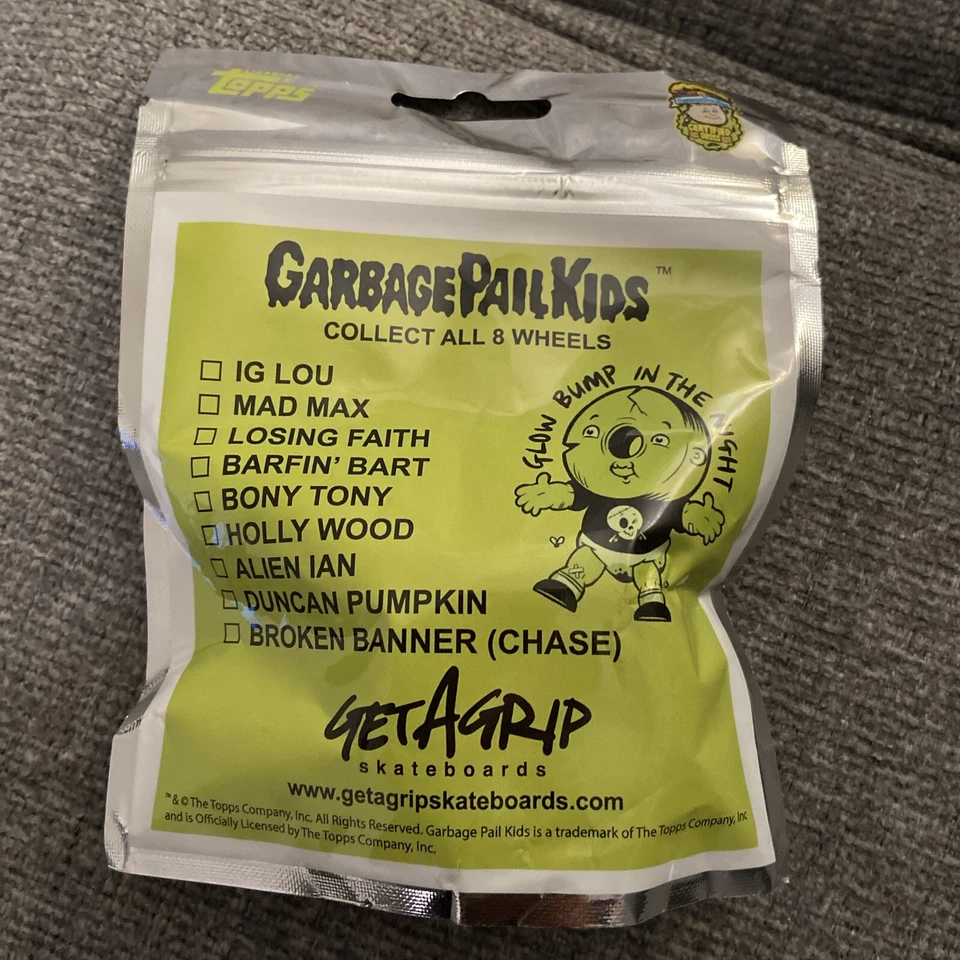 topps
CERTIFIED
GARBAGE PAIL KIDS™
COLLECT ALL 8 WHEELS
IG LOU
MAD MAX
LOSING FAITH
BARFIN' BART
BONY TONY
HOLLY WOOD
ALIEN IAN
DUNCAN PUMPKIN
BROKEN BANNER (CHASE)
GLOW BUMP IN THE NIGHT
GETAGRIP
skateboards
www.getagripskateboards.com
™ & © The Topps Company, Inc. All Rights Reserved. Garbage Pail Kids is a trademark of The Topps Company, Inc
and is Officially Licensed by The Topps Company, Inc.